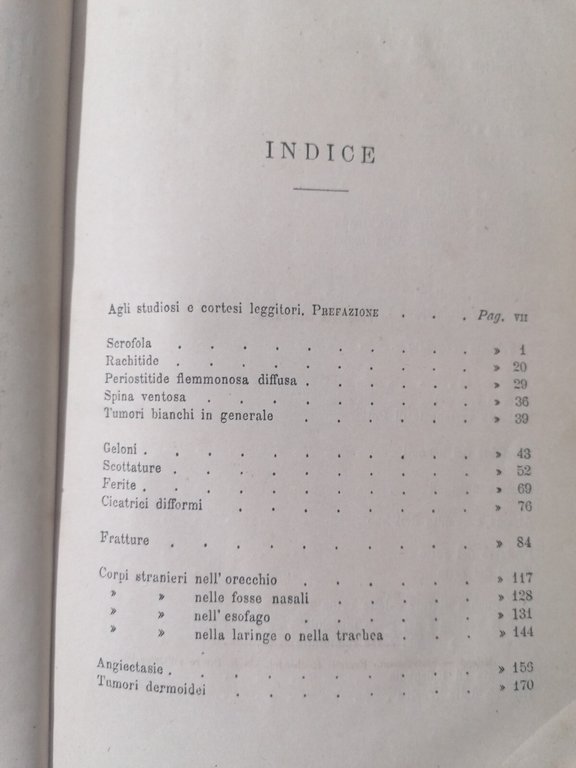 INDICE
Agli studiosi e cortesi leggitori. PREFAZIONE . . . Pag. VII
Scrofola . . . . . . . . . . » 1
Rachitide . . . . . . . . . . » 20
Periostitide flemmonosa diffusa . . . . . . » 29
Spina ventosa . . . . . . . . . » 36
Tumori bianchi in generale . . . . . . » 39
Geloni . . . . . . . . . . . » 43
Scottature . . . . . . . . . . » 52
Ferite . . . . . . . . . . . » 69
Cicatrici difformi . . . . . . . . » 76
Fratture . . . . . . . . . . » 84
Corpi stranieri nell'orecchio . . . . . . » 117
» » nelle fosse nasali . . . . . » 128
» » nell'esofago . . . . . . » 131
» » nella laringe o nella trachea . . . » 144
Angiectasie . . . . . . . . . . » 156
Tumori dermoidei . . . . . . . . » 170